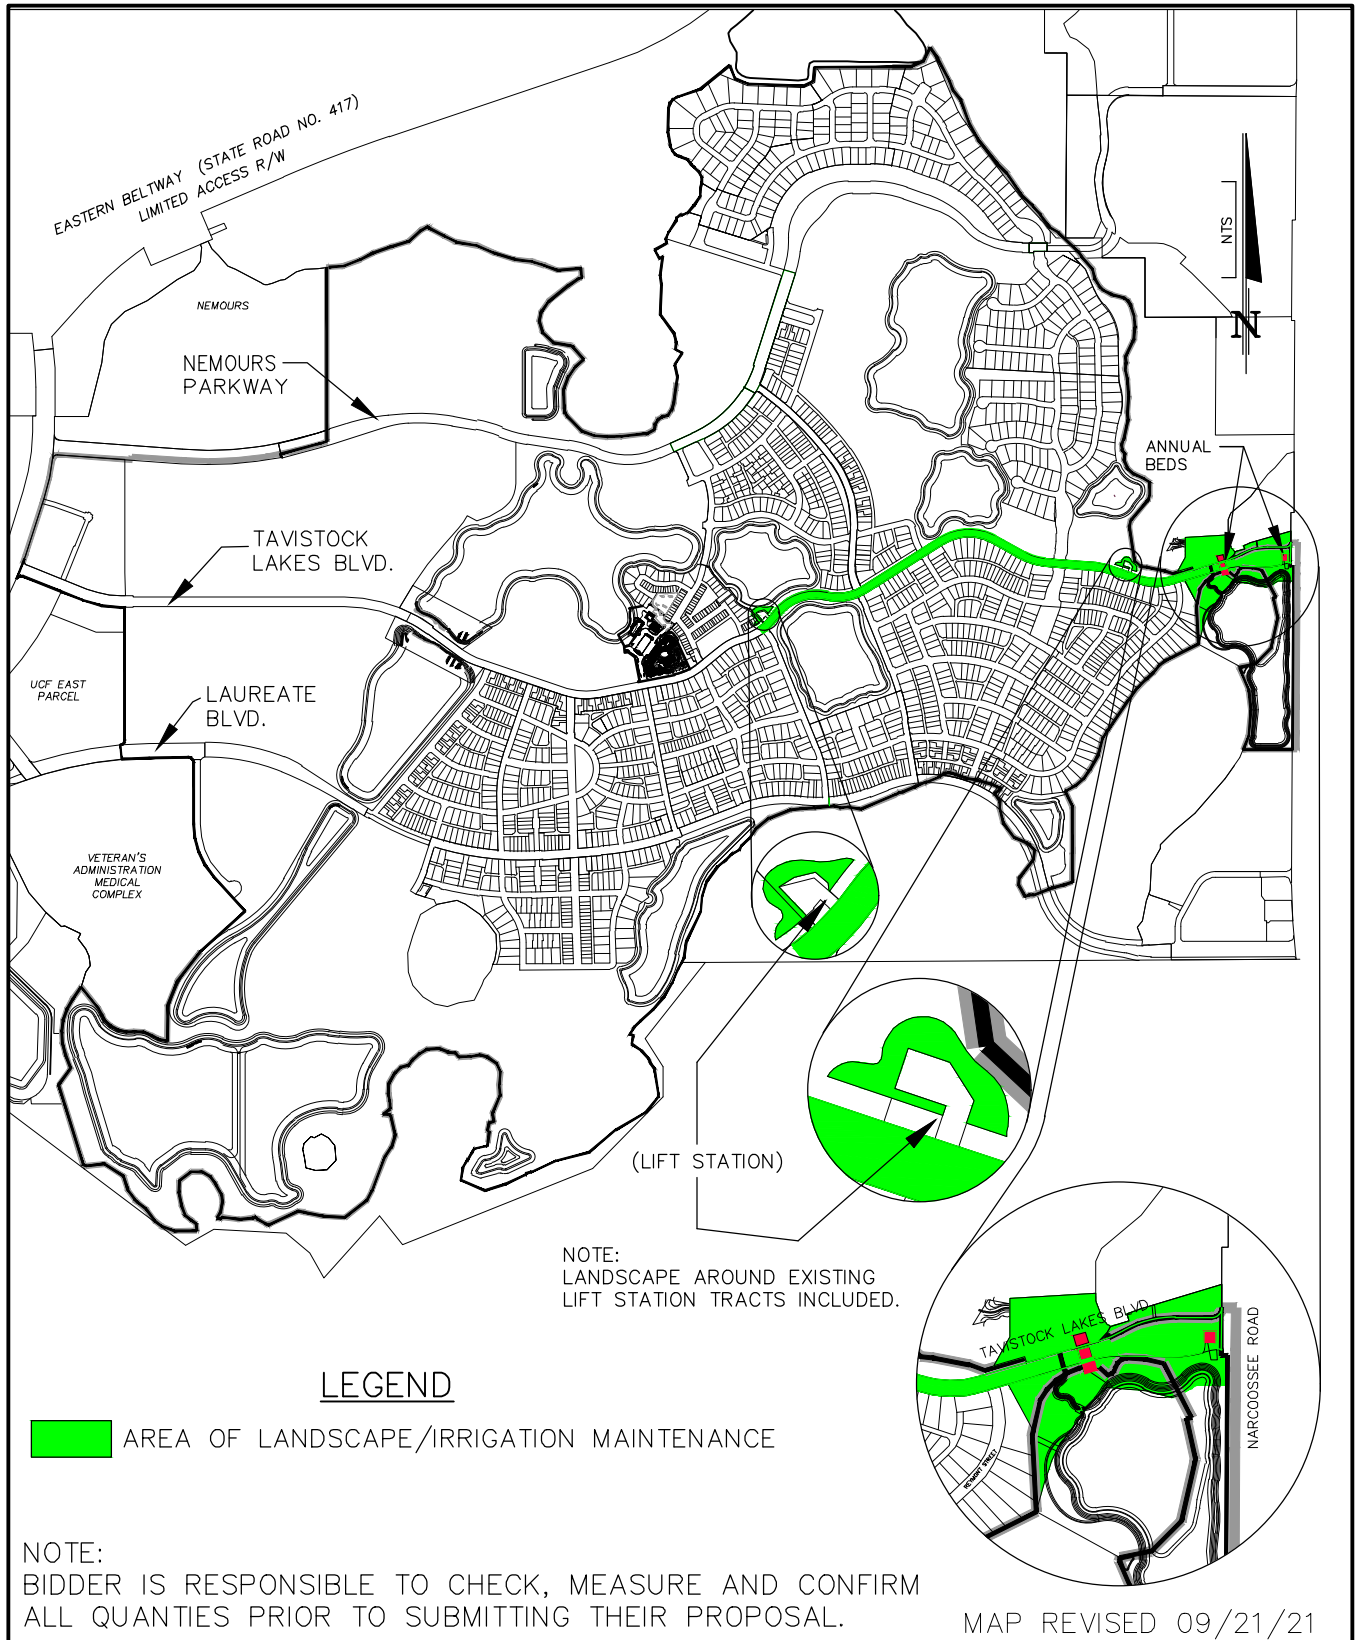 EASTERN BELTWAY (STATE ROAD NO. 417)
LIMITED ACCESS R/W
NTS
N
NEMOURS
NEMOURS
PARKWAY
ANNUAL
BEDS
TAVISTOCK
LAKES BLVD.
UCF EAST
PARCEL
LAUREATE
BLVD.
VETERAN'S
ADMINISTRATION
MEDICAL
COMPLEX
(LIFT STATION)
NOTE:
LANDSCAPE AROUND EXISTING
LIFT STATION TRACTS INCLUDED.
TAVISTOCK LAKES BLVD.
NARCOOSSEE ROAD
REYMONT STREET
LEGEND
AREA OF LANDSCAPE/IRRIGATION MAINTENANCE
NOTE:
BIDDER IS RESPONSIBLE TO CHECK, MEASURE AND CONFIRM
ALL QUANTIES PRIOR TO SUBMITTING THEIR PROPOSAL.
MAP REVISED 09/21/21